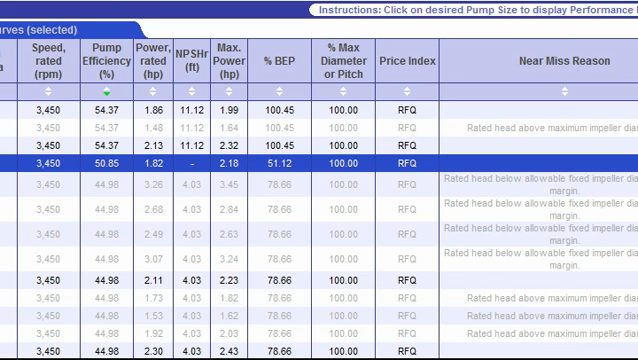 Instructions: Click on desired Pump Size to display Performance
rves (selected)
a Speed, rated (rpm) Pump Efficiency (%) Power, rated (hp) NPSHr (ft) Max. Power (hp) % BEP % Max Diameter or Pitch Price Index Near Miss Reason
3,450 54.37 1.86 11.12 1.99 100.45 100.00 RFQ
3,450 54.37 1.48 11.12 1.64 100.45 100.00 RFQ Rated head above maximum impeller dia
3,450 54.37 2.13 11.12 2.32 100.45 100.00 RFQ
3,450 50.85 1.82 - 2.18 51.12 100.00 RFQ
3,450 44.98 3.26 4.03 3.45 78.66 100.00 RFQ Rated head below allowable fixed impeller dia
margin.
3,450 44.98 2.68 4.03 2.84 78.66 100.00 RFQ Rated head below allowable fixed impeller dia
margin.
3,450 44.98 2.49 4.03 2.63 78.66 100.00 RFQ Rated head below allowable fixed impeller dia
margin.
3,450 44.98 3.07 4.03 3.24 78.66 100.00 RFQ Rated head below allowable fixed impeller dia
margin.
3,450 44.98 2.11 4.03 2.23 78.66 100.00 RFQ
3,450 44.98 1.73 4.03 1.82 78.66 100.00 RFQ Rated head above maximum impeller dia
3,450 44.98 1.53 4.03 1.62 78.66 100.00 RFQ Rated head above maximum impeller dia
3,450 44.98 1.92 4.03 2.03 78.66 100.00 RFQ Rated head above maximum impeller dia
3,450 44.98 2.30 4.03 2.43 78.66 100.00 RFQ